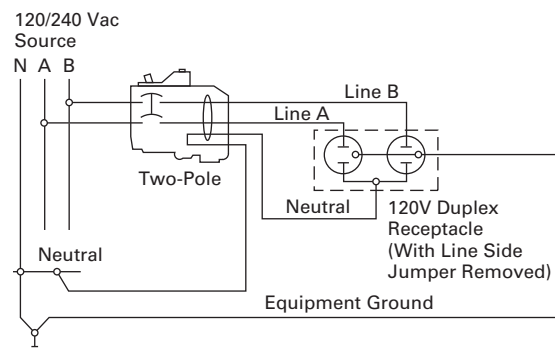 120/240 Vac
Source
N A B
Line B
Line A
Two-Pole
Neutral
120V Duplex
Receptacle
(With Line Side
Jumper Removed)
Neutral
Equipment Ground